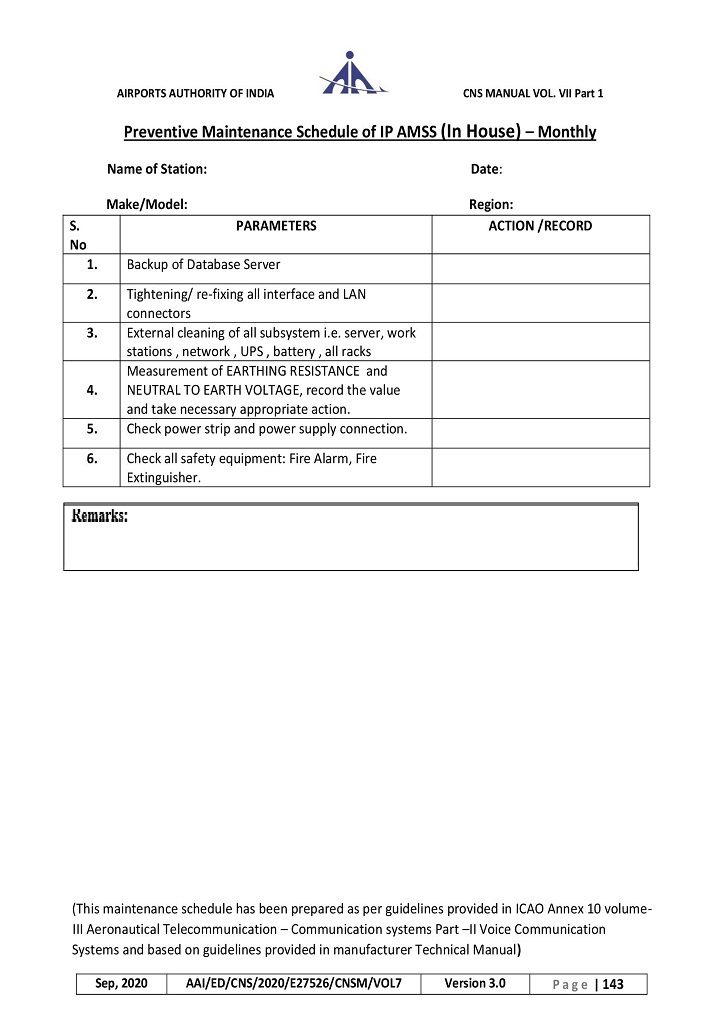 AIRPORTS AUTHORITY OF INDIA CNS MANUAL VOL. VII Part 1
Preventive Maintenance Schedule of IP AMSS (In House) – Monthly
Name of Station: Date:
Make/Model: Region:
S. No PARAMETERS ACTION /RECORD
1. Backup of Database Server
2. Tightening/ re-fixing all interface and LAN
connectors
3. External cleaning of all subsystem i.e. server, work
stations , network , UPS , battery , all racks
Measurement of EARTHING RESISTANCE and
4. NEUTRAL TO EARTH VOLTAGE, record the value
and take necessary appropriate action.
5. Check power strip and power supply connection.
6. Check all safety equipment: Fire Alarm, Fire
Extinguisher.
Remarks:
(This maintenance schedule has been prepared as per guidelines provided in ICAO Annex 10 volume-
III Aeronautical Telecommunication – Communication systems Part –II Voice Communication
Systems and based on guidelines provided in manufacturer Technical Manual)
Sep, 2020 AAI/ED/CNS/2020/E27526/CNSM/VOL7 Version 3.0 Page | 143